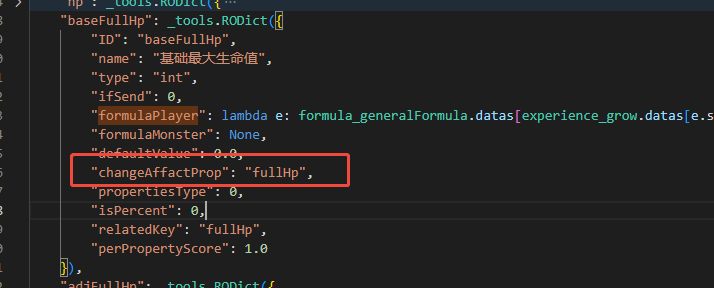 "hp": _tools.RODict({ ···
"baseFullHp": _tools.RODict({
"ID": "baseFullHp",
"name": "基础最大生命值",
"type": "int",
"ifSend": 0,
"formulaPlayer": lambda e: formula_generalFormula.datas[experience_grow.datas[e.s
"formulaMonster": None,
"defaultValue": 0.0,
"changeAffactProp": "fullHp",
"propertiesType": 0,
"isPercent": 0,
"relatedKey": "fullHp",
"perPropertyScore": 1.0
}),
"adjFullHp": _tools.RODict({